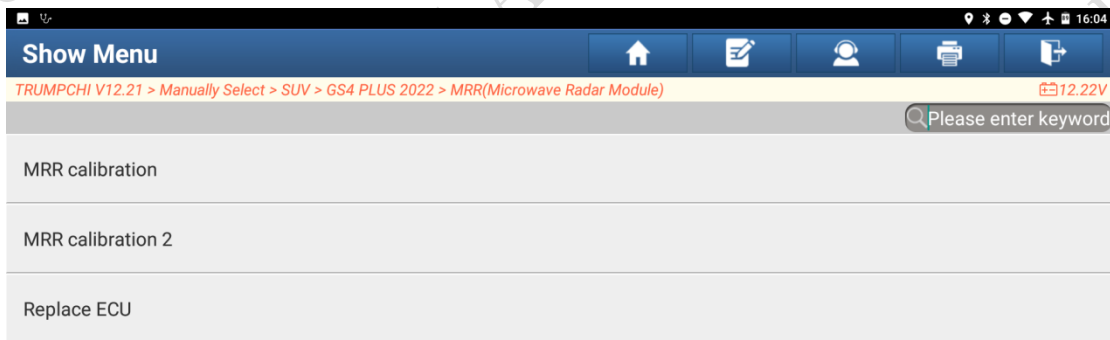 16:04
Show Menu
TRUMPCHI V12.21 > Manually Select > SUV > GS4 PLUS 2022 > MRR(Microwave Radar Module) 12.22V
Please enter keyword
MRR calibration
MRR calibration 2
Replace ECU